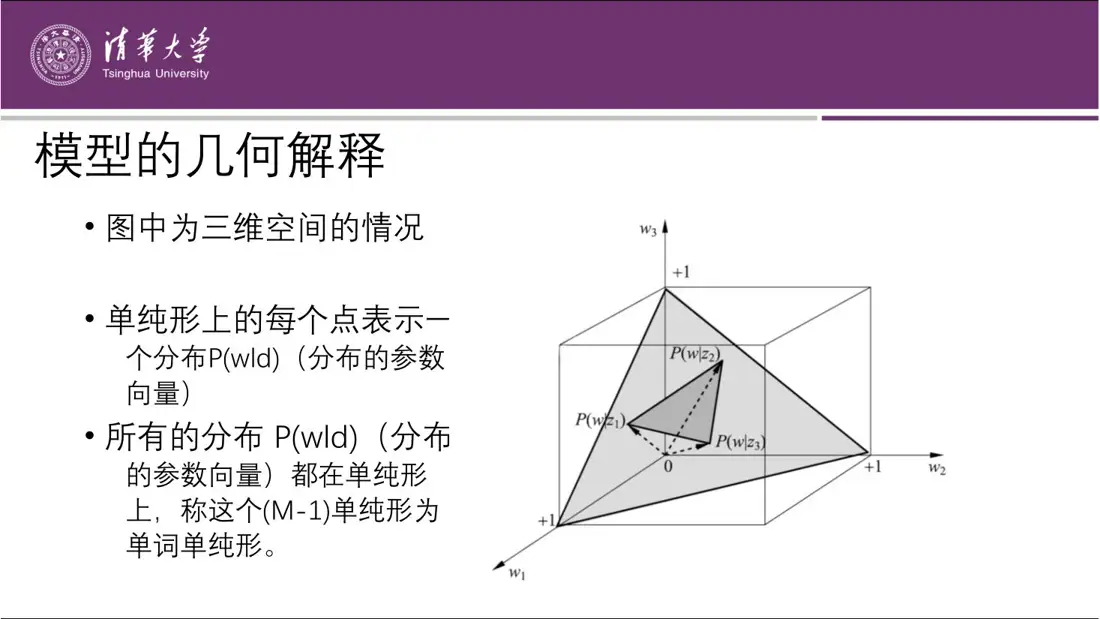 清华大学
Tsinghua University
模型的几何解释
• 图中为三维空间的情况
• 单纯形上的每个点表示一
个分布P(wld)（分布的参数
向量）
• 所有的分布 P(wld)（分布
的参数向量）都在单纯形
上，称这个(M-1)单纯形为
单词单纯形。
w3
+1
P(w|z2)
P(w|z1)
P(w|z3)
0
+1
w2
+1
w1